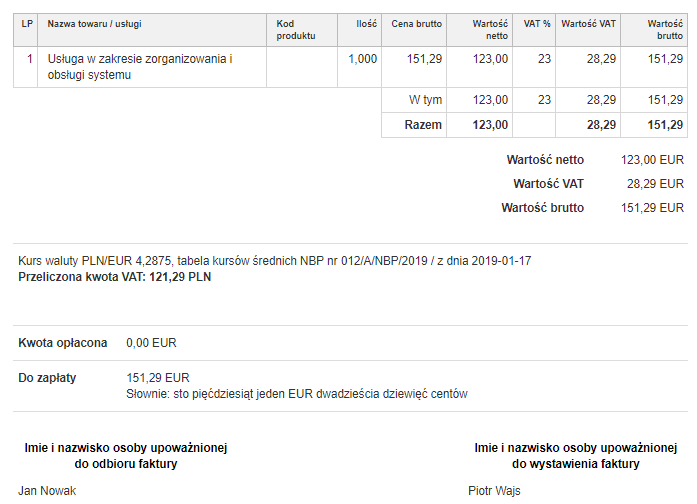 LP Nazwa towaru / usługi Kod produktu Ilość Cena brutto Wartość netto VAT % Wartość VAT Wartość brutto
1 Usługa w zakresie zorganizowania i 1,000 151,29 123,00 23 28,29 151,29
obsługi systemu
W tym 123,00 23 28,29 151,29
Razem 123,00 28,29 151,29
Wartość netto 123,00 EUR
Wartość VAT 28,29 EUR
Wartość brutto 151,29 EUR
Kurs waluty PLN/EUR 4,2875, tabela kursów średnich NBP nr 012/A/NBP/2019 / z dnia 2019-01-17
Przeliczona kwota VAT: 121,29 PLN
Kwota opłacona 0,00 EUR
Do zapłaty 151,29 EUR
Słownie: sto pięćdziesiąt jeden EUR dwadzieścia dziewięć centów
Imie i nazwisko osoby upoważnionej
do odbioru faktury
Jan Nowak
Imie i nazwisko osoby upoważnionej
do wystawienia faktury
Piotr Wajs